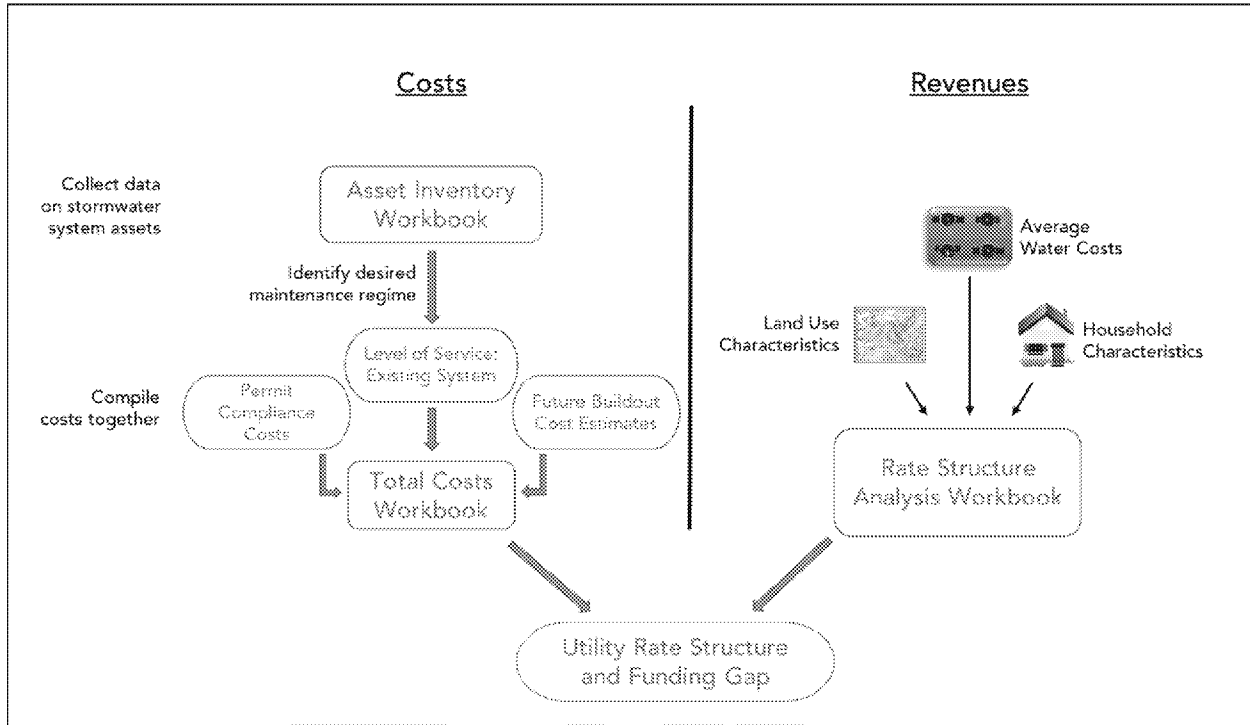 Costs
Revenues
Collect data
on stormwater
system assets
Asset Inventory
Workbook
Identify desired
maintenance regime
Level of Service:
Existing System
Compile
costs together
Permit
Compliance
Costs
Future Buildout
Cost Estimates
Total Costs
Workbook
Average
Water Costs
Land Use
Characteristics
Household
Characteristics
Rate Structure
Analysis Workbook
Utility Rate Structure
and Funding Gap